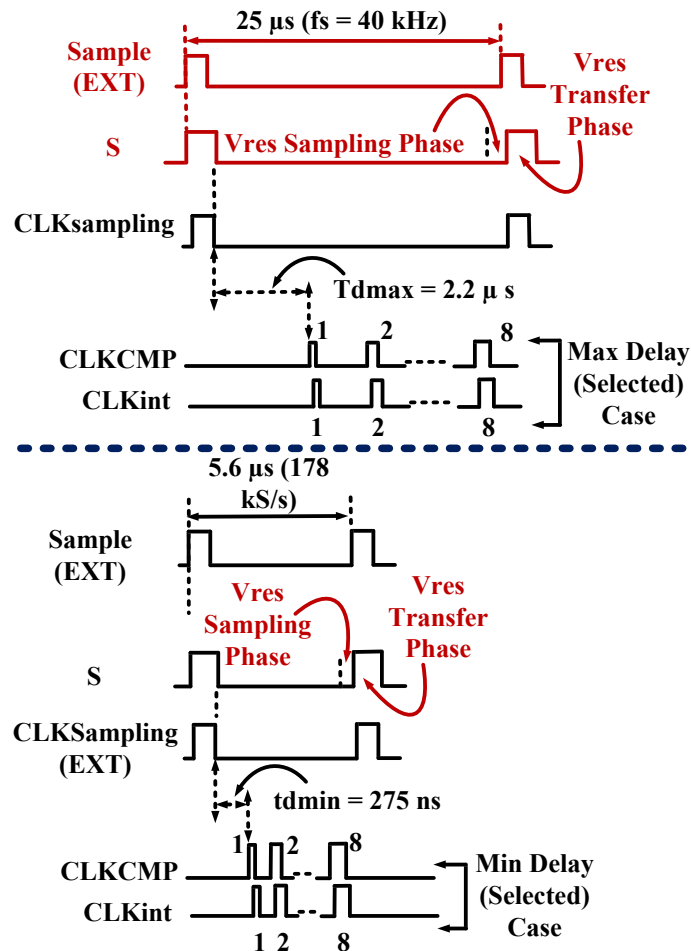 25 µs (fs = 40 kHz)
Sample
(EXT)
Vres
Transfer
Phase
S
Vres Sampling Phase
CLKsampling
Tdmax = 2.2 µ s
1
2
8
CLKCMP
CLKint
1
2
8
Max Delay
(Selected)
Case
5.6 µs (178
kS/s)
Sample
(EXT)
Vres
Sampling
Phase
Vres
Transfer
Phase
S
CLKSampling
(EXT)
tdmin = 275 ns
1
2
8
CLKCMP
CLKint
1
2
8
Min Delay
(Selected)
Case